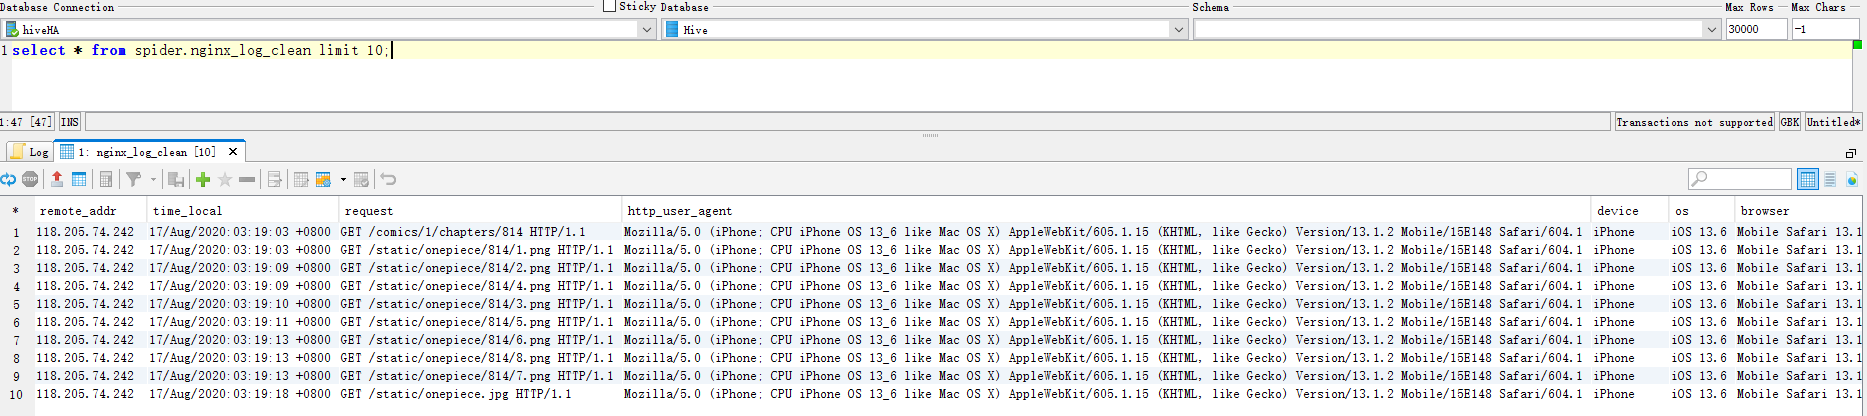 Database Connection Sticky Database Schema Max Rows Max Chars
hiveHA Hive 30000 -1
1 select * from spider.nginx_log_clean limit 10;
1:47 [47] INS Transactions not supported GBK Untitled*
Log 1: nginx_log_clean [10]
STOP
* remote_addr time_local request http_user_agent device os browser
1 118.205.74.242 17/Aug/2020:03:19:03 +0800 GET /comics/1/chapters/814 HTTP/1.1 Mozilla/5.0 (iPhone; CPU iPhone OS 13_6 like Mac OS X) AppleWebKit/605.1.15 (KHTML, like Gecko) Version/13.1.2 Mobile/15E148 Safari/604.1 iPhone iOS 13.6 Mobile Safari 13.1
2 118.205.74.242 17/Aug/2020:03:19:03 +0800 GET /static/onepiece/814/1.png HTTP/1.1 Mozilla/5.0 (iPhone; CPU iPhone OS 13_6 like Mac OS X) AppleWebKit/605.1.15 (KHTML, like Gecko) Version/13.1.2 Mobile/15E148 Safari/604.1 iPhone iOS 13.6 Mobile Safari 13.1
3 118.205.74.242 17/Aug/2020:03:19:09 +0800 GET /static/onepiece/814/2.png HTTP/1.1 Mozilla/5.0 (iPhone; CPU iPhone OS 13_6 like Mac OS X) AppleWebKit/605.1.15 (KHTML, like Gecko) Version/13.1.2 Mobile/15E148 Safari/604.1 iPhone iOS 13.6 Mobile Safari 13.1
4 118.205.74.242 17/Aug/2020:03:19:09 +0800 GET /static/onepiece/814/4.png HTTP/1.1 Mozilla/5.0 (iPhone; CPU iPhone OS 13_6 like Mac OS X) AppleWebKit/605.1.15 (KHTML, like Gecko) Version/13.1.2 Mobile/15E148 Safari/604.1 iPhone iOS 13.6 Mobile Safari 13.1
5 118.205.74.242 17/Aug/2020:03:19:10 +0800 GET /static/onepiece/814/3.png HTTP/1.1 Mozilla/5.0 (iPhone; CPU iPhone OS 13_6 like Mac OS X) AppleWebKit/605.1.15 (KHTML, like Gecko) Version/13.1.2 Mobile/15E148 Safari/604.1 iPhone iOS 13.6 Mobile Safari 13.1
6 118.205.74.242 17/Aug/2020:03:19:11 +0800 GET /static/onepiece/814/5.png HTTP/1.1 Mozilla/5.0 (iPhone; CPU iPhone OS 13_6 like Mac OS X) AppleWebKit/605.1.15 (KHTML, like Gecko) Version/13.1.2 Mobile/15E148 Safari/604.1 iPhone iOS 13.6 Mobile Safari 13.1
7 118.205.74.242 17/Aug/2020:03:19:13 +0800 GET /static/onepiece/814/6.png HTTP/1.1 Mozilla/5.0 (iPhone; CPU iPhone OS 13_6 like Mac OS X) AppleWebKit/605.1.15 (KHTML, like Gecko) Version/13.1.2 Mobile/15E148 Safari/604.1 iPhone iOS 13.6 Mobile Safari 13.1
8 118.205.74.242 17/Aug/2020:03:19:13 +0800 GET /static/onepiece/814/8.png HTTP/1.1 Mozilla/5.0 (iPhone; CPU iPhone OS 13_6 like Mac OS X) AppleWebKit/605.1.15 (KHTML, like Gecko) Version/13.1.2 Mobile/15E148 Safari/604.1 iPhone iOS 13.6 Mobile Safari 13.1
9 118.205.74.242 17/Aug/2020:03:19:13 +0800 GET /static/onepiece/814/7.png HTTP/1.1 Mozilla/5.0 (iPhone; CPU iPhone OS 13_6 like Mac OS X) AppleWebKit/605.1.15 (KHTML, like Gecko) Version/13.1.2 Mobile/15E148 Safari/604.1 iPhone iOS 13.6 Mobile Safari 13.1
10 118.205.74.242 17/Aug/2020:03:19:18 +0800 GET /static/onepiece.jpg HTTP/1.1 Mozilla/5.0 (iPhone; CPU iPhone OS 13_6 like Mac OS X) AppleWebKit/605.1.15 (KHTML, like Gecko) Version/13.1.2 Mobile/15E148 Safari/604.1 iPhone iOS 13.6 Mobile Safari 13.1